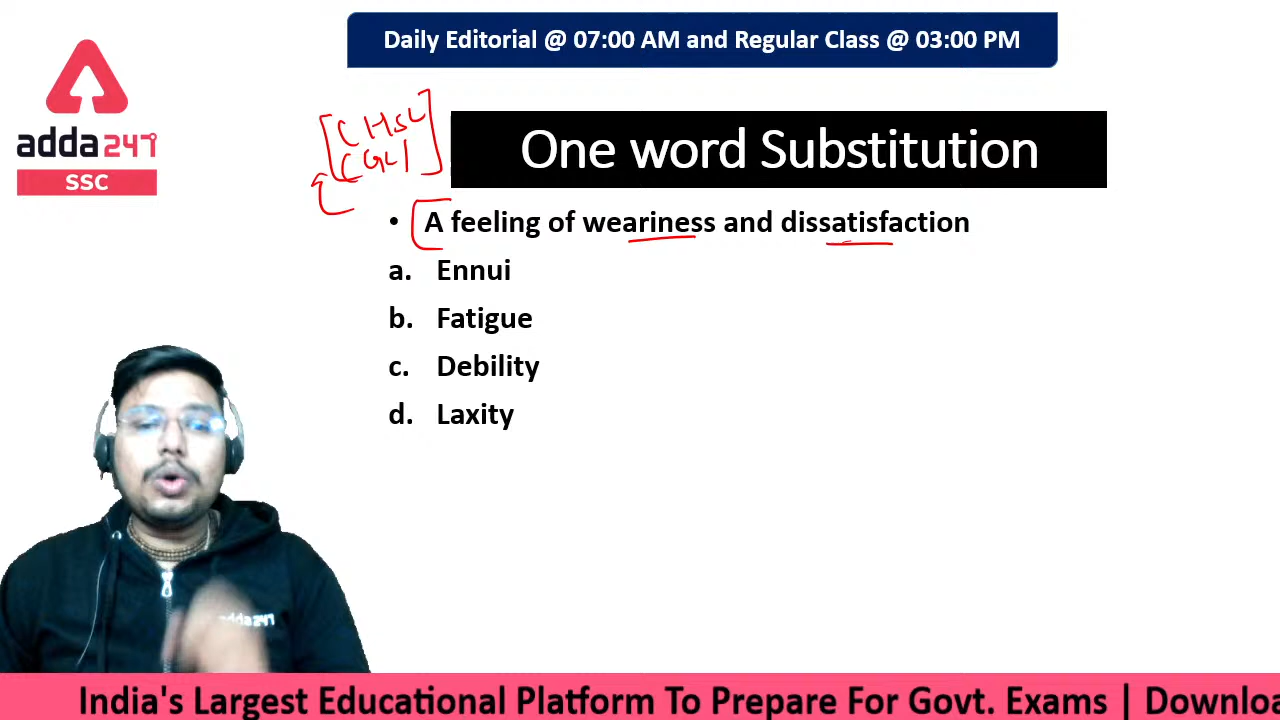 Daily Editorial @ 07:00 AM and Regular Class @ 03:00 PM
adda247
SSC
CHSL
CGL
One word Substitution
• A feeling of weariness and dissatisfaction
a. Ennui
b. Fatigue
c. Debility
d. Laxity
adda247
India's Largest Educational Platform To Prepare For Govt. Exams | Downloa